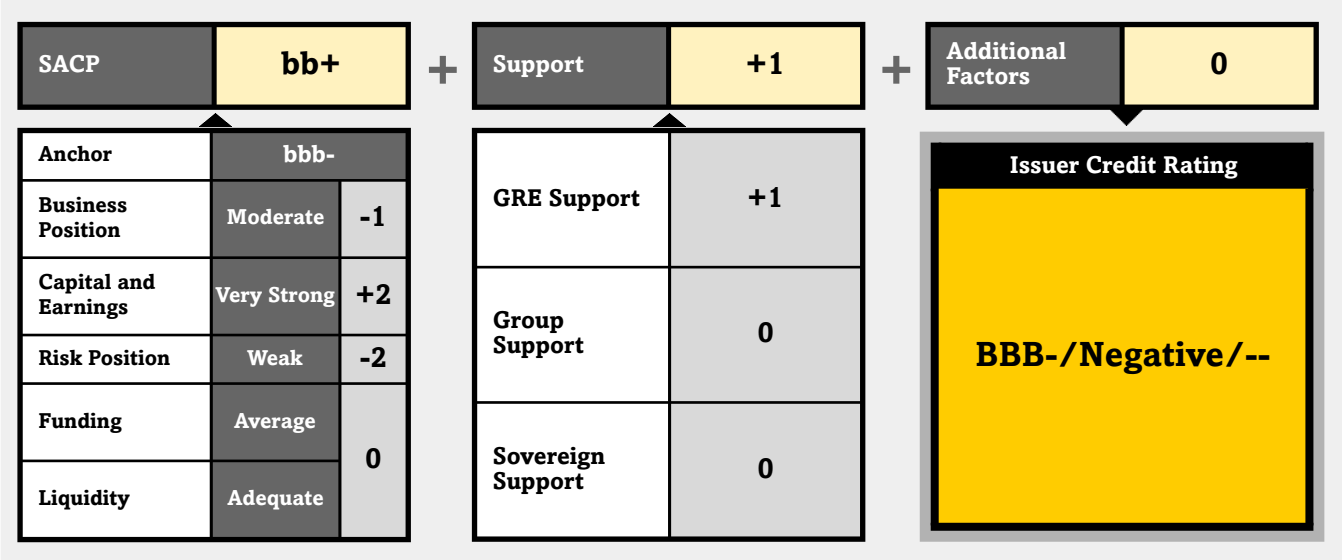 SACP
bb+
+
Support
+1
+
Additional
Factors
0
Anchor
bbb-
Business
Position
Moderate
-1
Capital and
Earnings
Very Strong
+2
Risk Position
Weak
-2
Funding
Average
0
Liquidity
Adequate
GRE Support
+1
Group
Support
0
Sovereign
Support
0
Issuer Credit Rating
BBB-/Negative/--